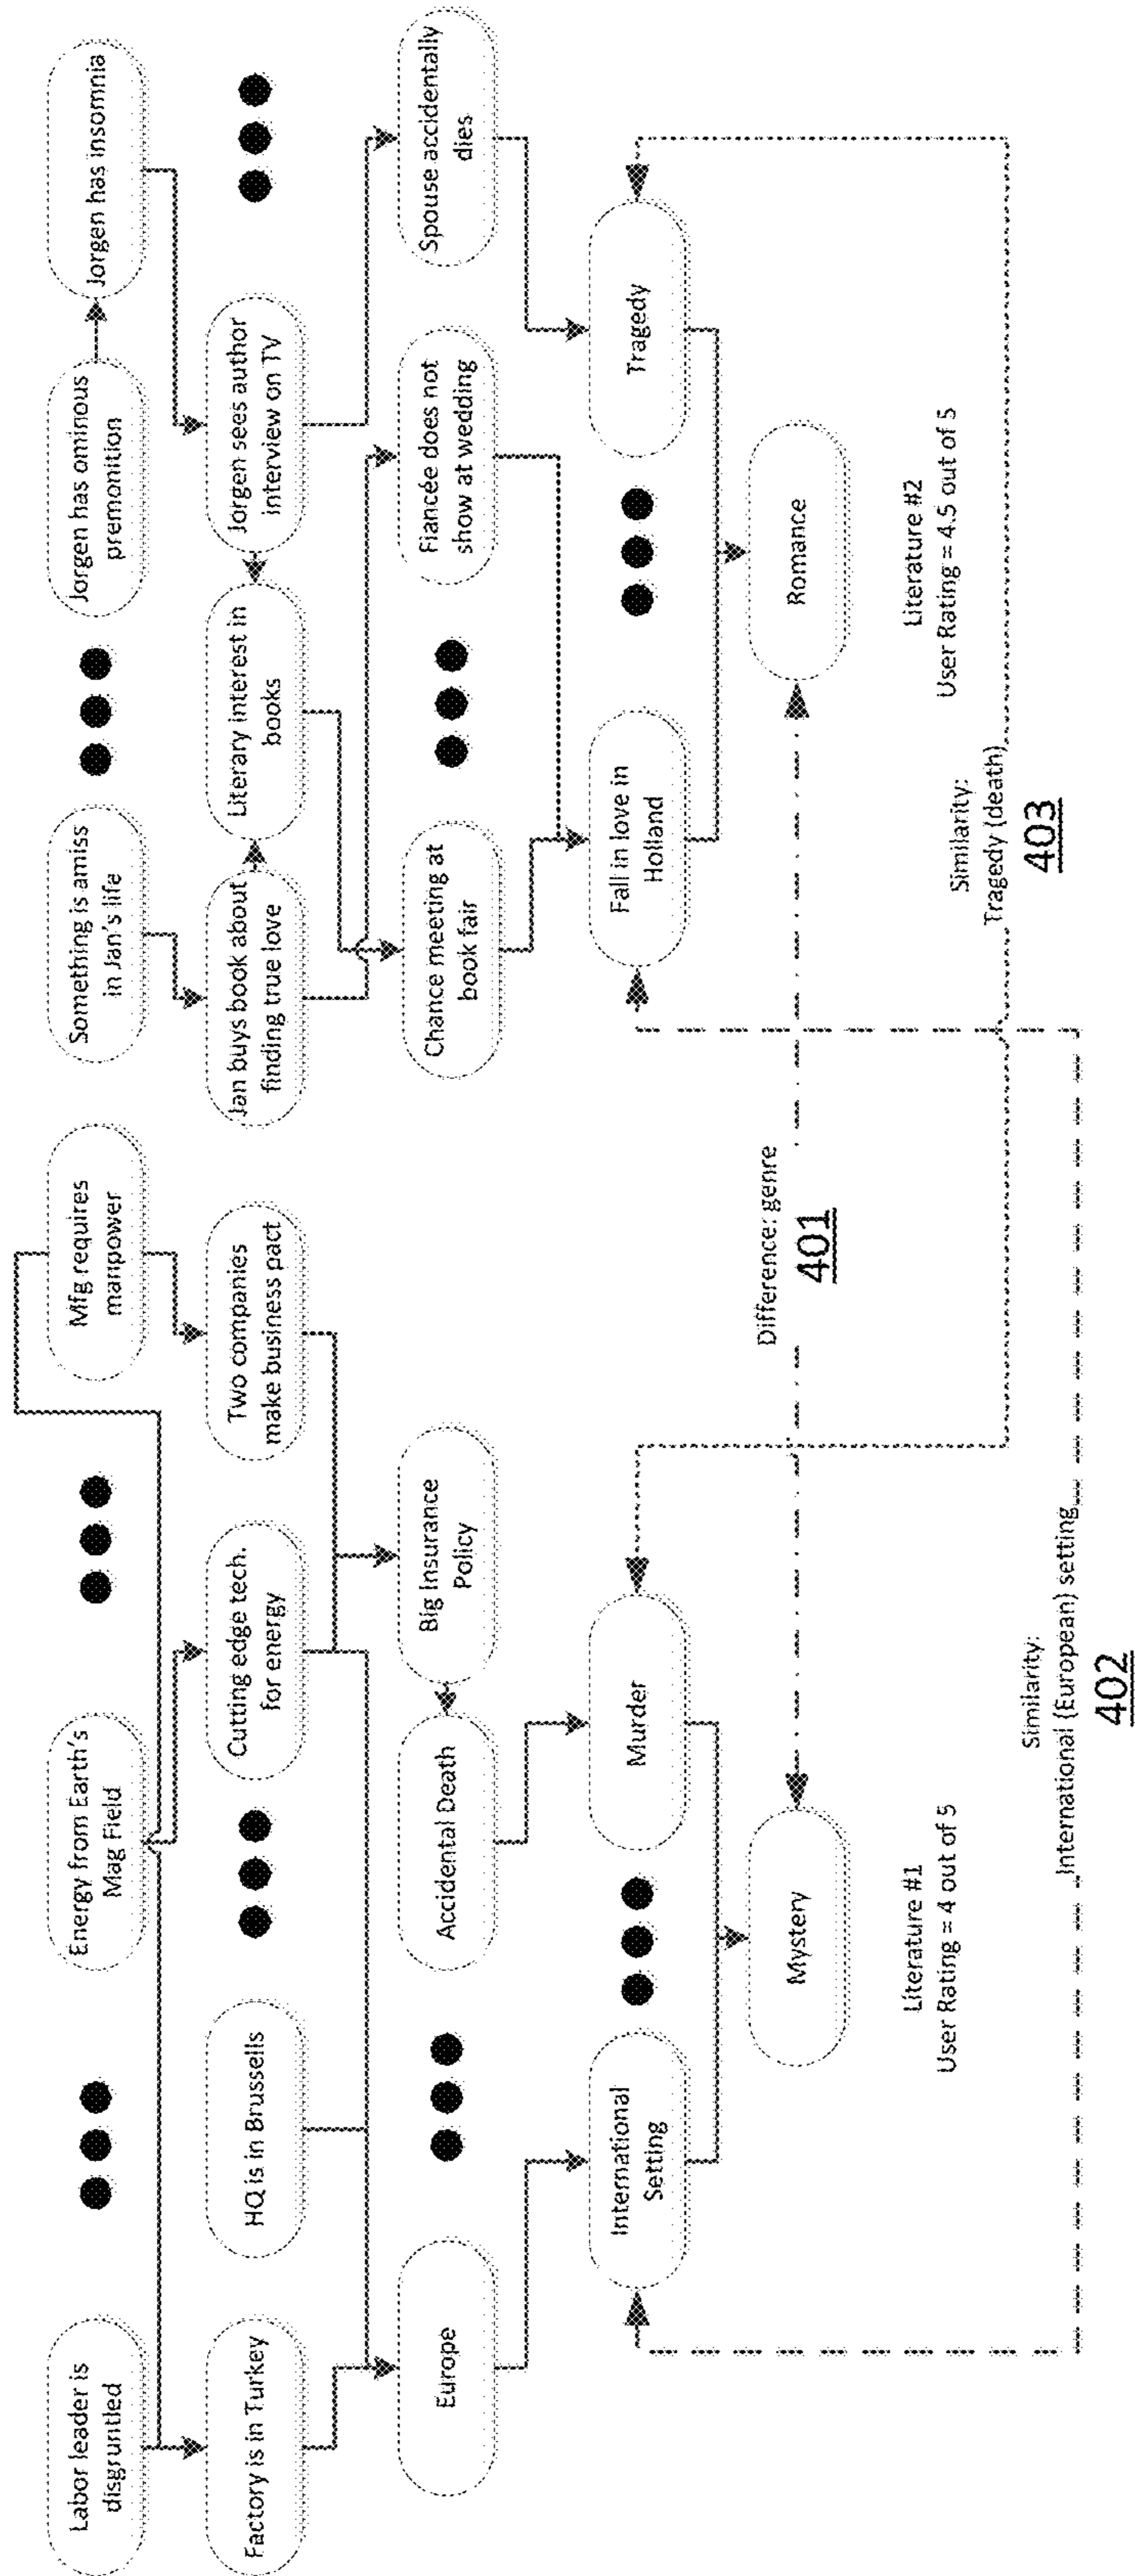 Labor leader is
disgruntled
Energy from Earth's
Mag Field
Mfg requires
manpower
Something is amiss
in Jan's life
Jorgen has ominous
premonition
Jorgen has insomnia
Factory is in Turkey
HQ is in Brussells
Cutting edge tech.
for energy
Two companies
make business pact
Jan buys book about
finding true love
Literary interest in
books
Jorgen sees author
interview on TV
Europe
Accidental Death
Big Insurance
Policy
Chance meeting at
book fair
Fiancée does not
show at wedding
Spouse accidentally
dies
International
Setting
Murder
Fall in love in
Holland
Tragedy
Mystery
Difference: genre
401
Romance
Literature #1
User Rating = 4 out of 5
Literature #2
User Rating = 4.5 out of 5
Similarity:
Tragedy (death)
403
Similarity:
International (European) setting
402